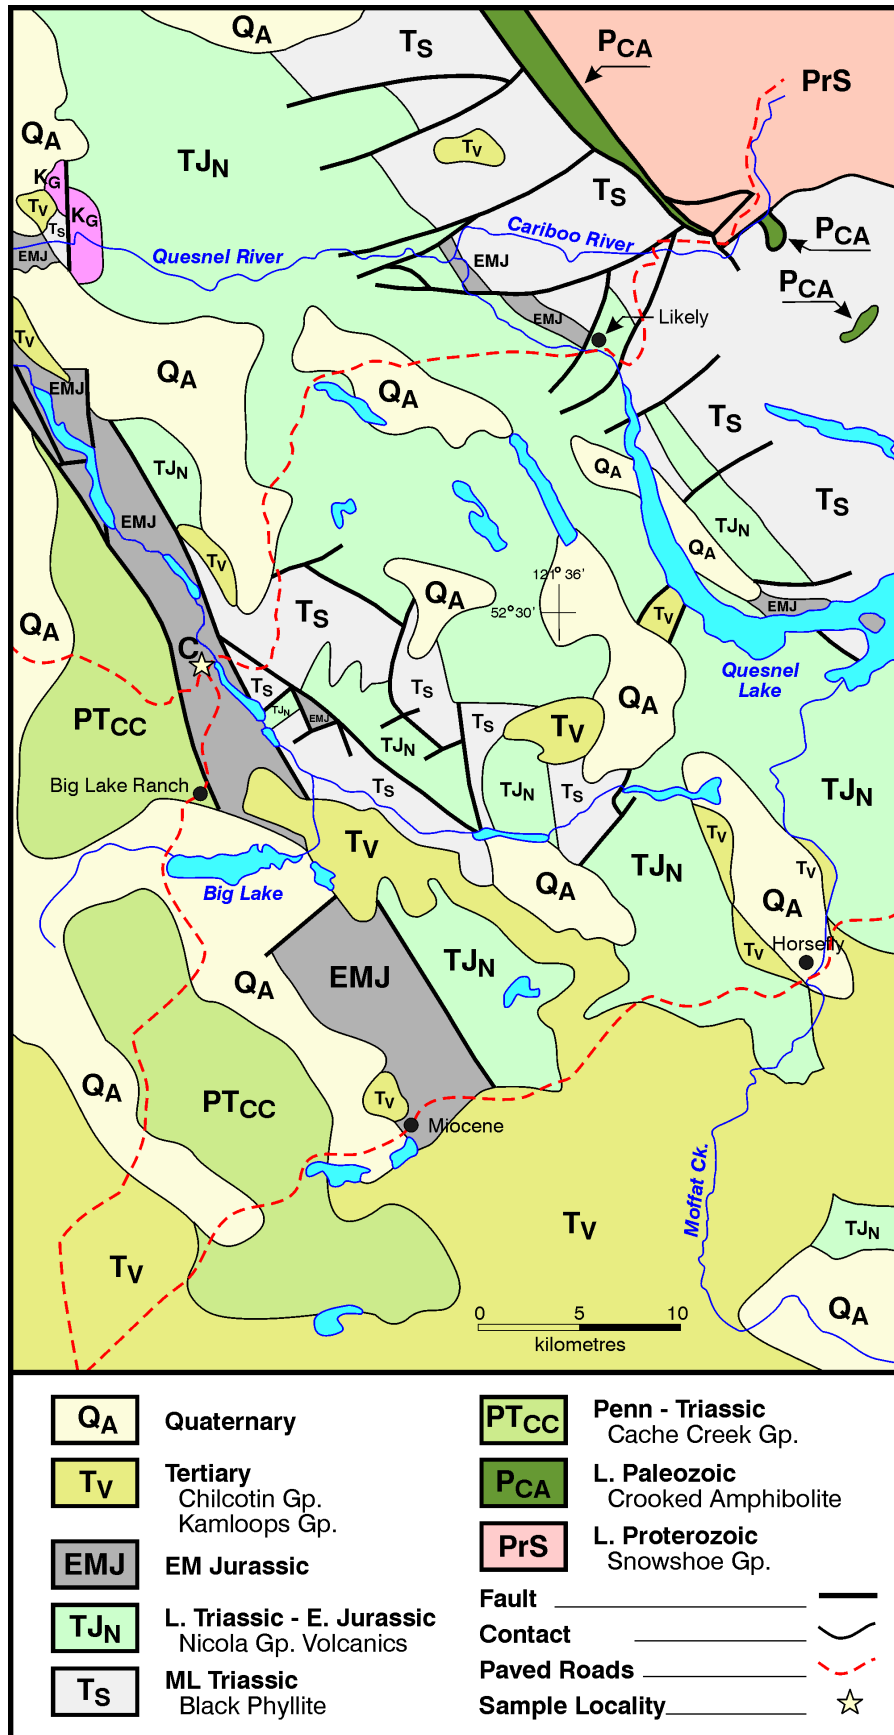 QA
TS
PCA
PrS
QA
TJN
TV
KG
TV
KG
TS
EMJ
TS
Cariboo River
PCA
Quesnel River
EMJ
PCA
EMJ
Likely
TV
QA
EMJ
QA
TS
TJN
QA
TS
EMJ
TJN
QA
TV
121° 36'
QA
52° 30'
TS
TV
EMJ
QA
C
TS
TS
Quesnel
Lake
QA
TJN
EMJ
TS
PTCC
TJN
TV
Big Lake Ranch
TS
TJN
TS
TJN
TV
TV
TJN
TV
Big Lake
QA
QA
Horsefly
TV
TJN
QA
EMJ
QA
PTCC
TV
Miocene
Moffat Ck.
TV
TJN
TV
QA
0 5 10
kilometres
QA Quaternary
TV Tertiary
Chilcotin Gp.
Kamloops Gp.
EMJ EM Jurassic
TJN L. Triassic - E. Jurassic
Nicola Gp. Volcanics
TS ML Triassic
Black Phyllite
PTCC Penn - Triassic
Cache Creek Gp.
PCA L. Paleozoic
Crooked Amphibolite
PrS L. Proterozoic
Snowshoe Gp.
Fault
Contact
Paved Roads
Sample Locality